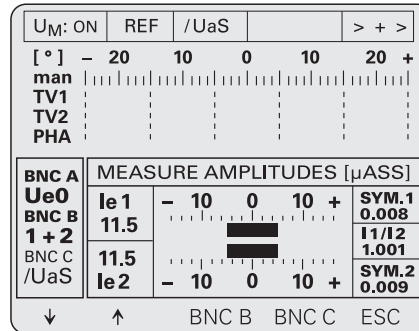 UM: ON REF /UaS > + >
[°] – 20 10 0 10 20 +
man
TV1
TV2
PHA
BNC A
Ue0
BNC B
1 + 2
BNC C
/UaS
MEASURE AMPLITUDES [µASS]
Ie 1
11.5
– 10 0 10 +
SYM.1
0.008
I1/I2
1.001
11.5
Ie 2
– 10 0 10 +
SYM.2
0.009
↓ ↑ BNC B BNC C ESC